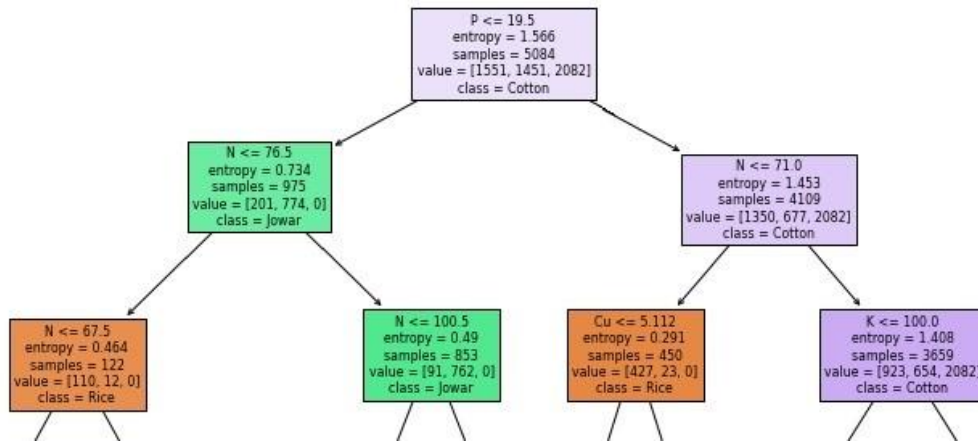 P <= 19.5
entropy = 1.566
samples = 5084
value = [1551, 1451, 2082]
class = Cotton
N <= 76.5
entropy = 0.734
samples = 975
value = [201, 774, 0]
class = Jowar
N <= 71.0
entropy = 1.453
samples = 4109
value = [1350, 677, 2082]
class = Cotton
N <= 67.5
entropy = 0.464
samples = 122
value = [110, 12, 0]
class = Rice
N <= 100.5
entropy = 0.49
samples = 853
value = [91, 762, 0]
class = Jowar
Cu <= 5.112
entropy = 0.291
samples = 450
value = [427, 23, 0]
class = Rice
K <= 100.0
entropy = 1.408
samples = 3659
value = [923, 654, 2082]
class = Cotton